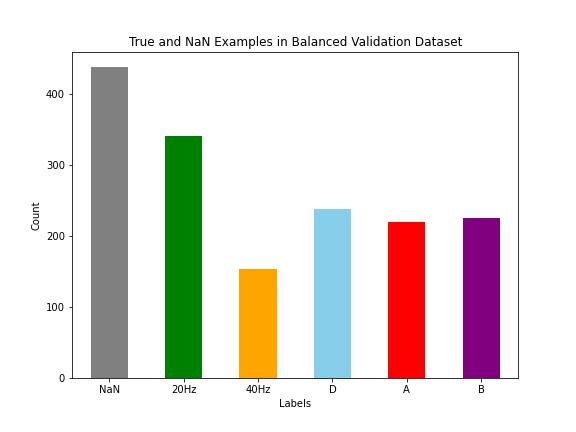 True and NaN Examples in Balanced Validation Dataset
Count
400
300
200
100
0
NaN 20Hz 40Hz D A B
Labels